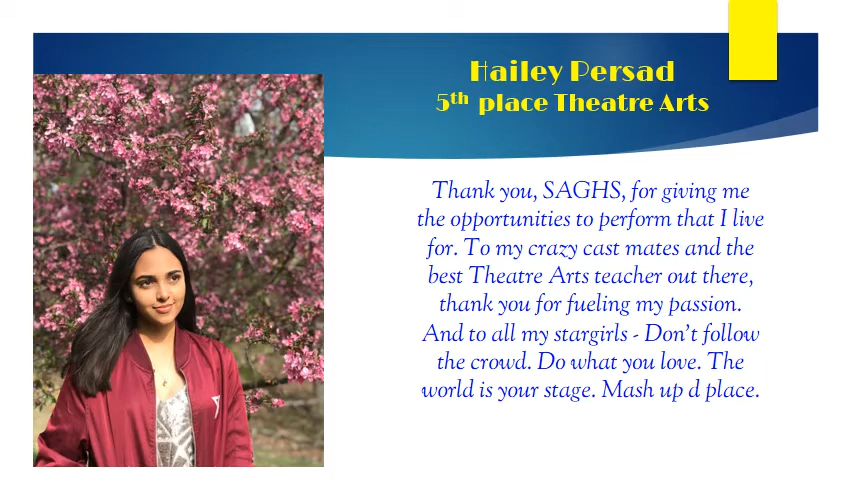 Hailey Persad
5th place Theatre Arts
Thank you, SAGHS, for giving me
the opportunities to perform that I live
for. To my crazy cast mates and the
best Theatre Arts teacher out there,
thank you for fueling my passion.
And to all my stargirls - Don't follow
the crowd. Do what you love. The
world is your stage. Mash up d place.